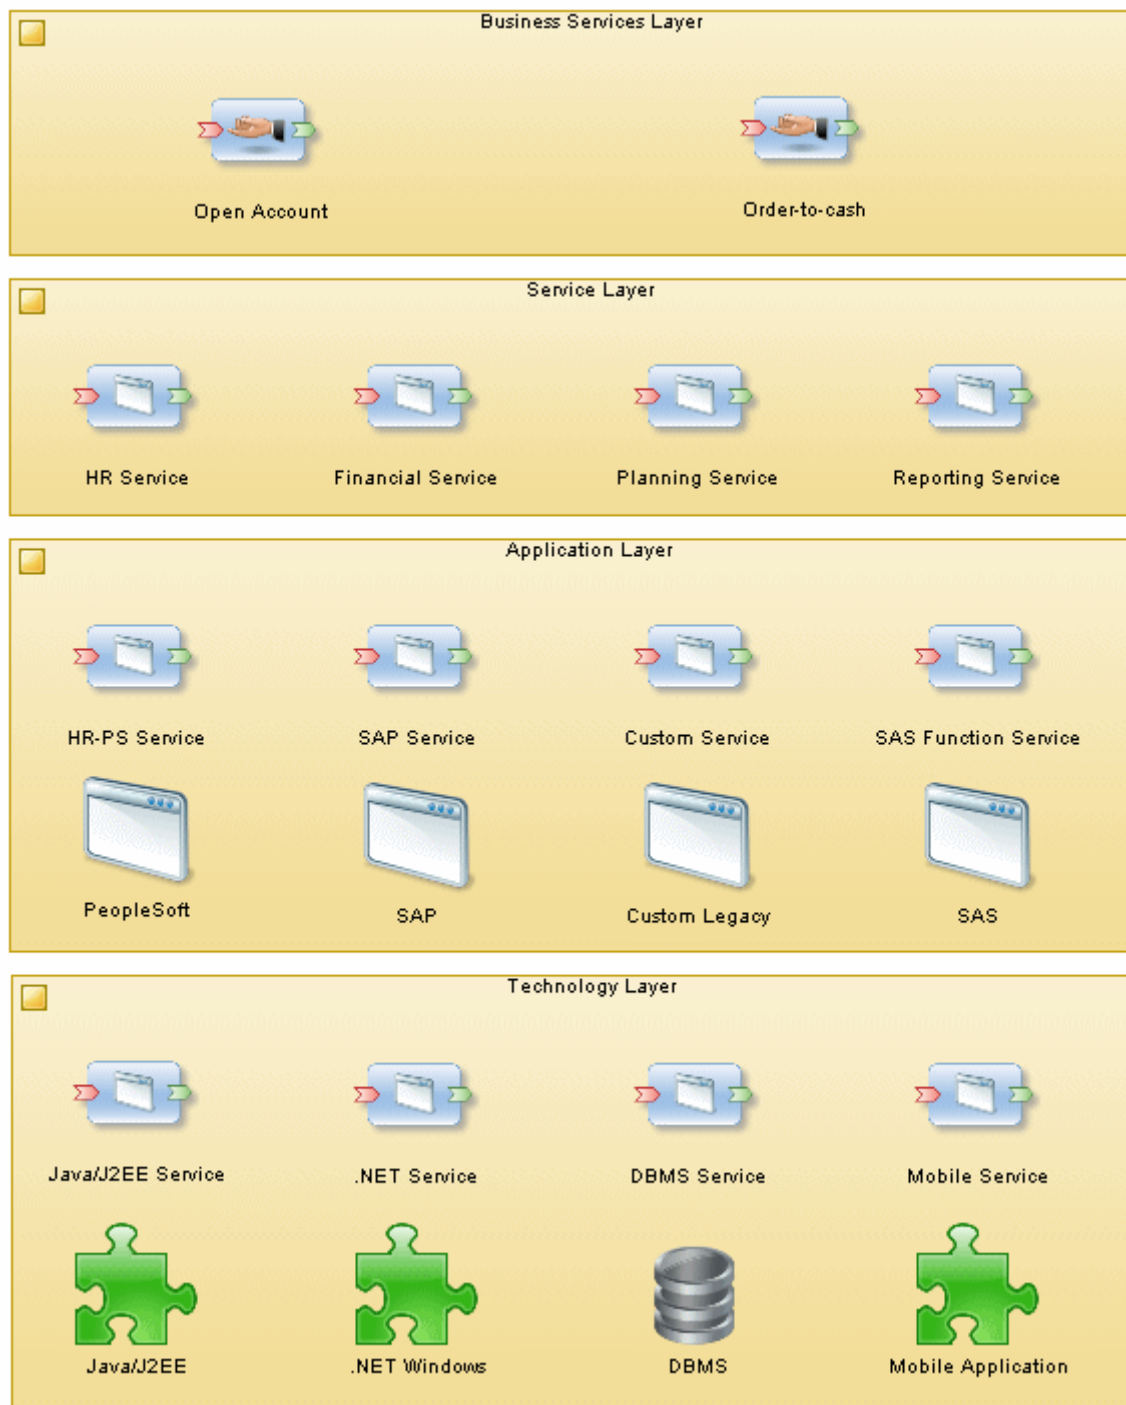 Business Services Layer
Open Account
Order-to-cash
Service Layer
HR Service
Financial Service
Planning Service
Reporting Service
Application Layer
HR-PS Service
SAP Service
Custom Service
SAS Function Service
PeopleSoft
SAP
Custom Legacy
SAS
Technology Layer
Java/J2EE Service
.NET Service
DBMS Service
Mobile Service
Java/J2EE
.NET Windows
DBMS
Mobile Application